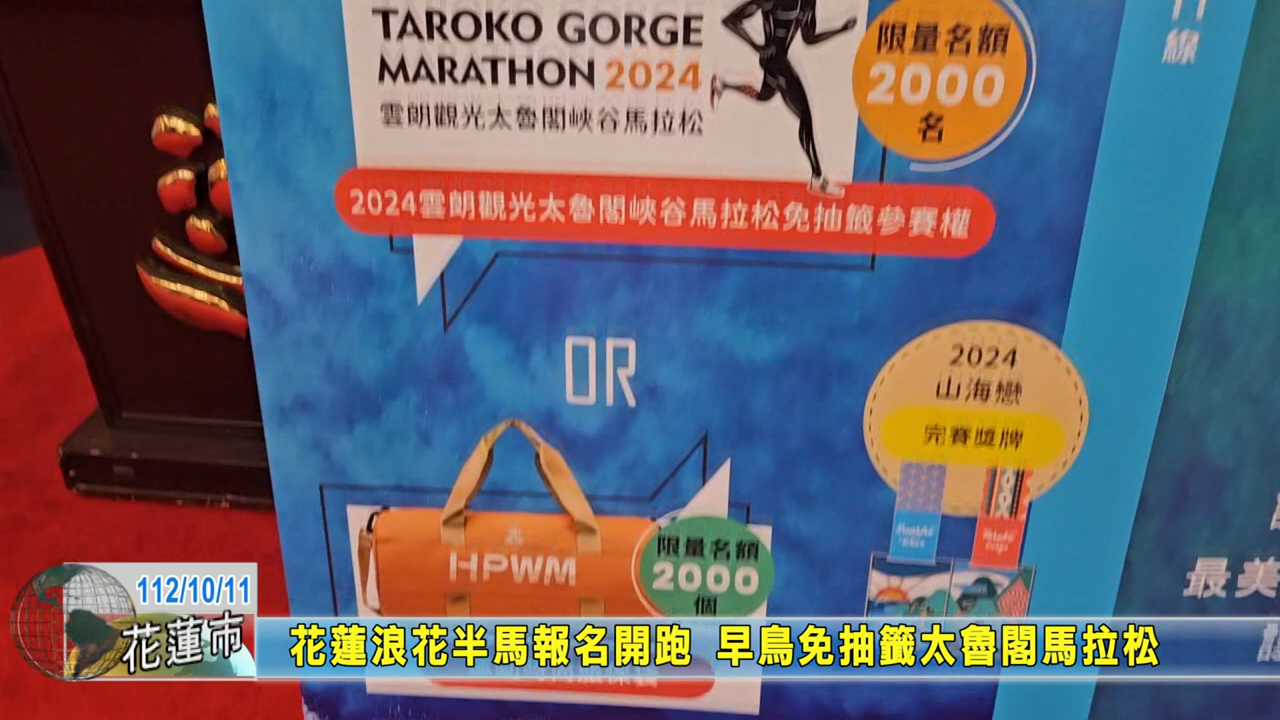 TAROKO GORGE
MARATHON 2024
雲朗觀光太魯閣峽谷馬拉松
限量名額
2000
名
2024雲朗觀光太魯閣峽谷馬拉松免抽籤參賽權
OR
2024
山海戀
完賽獎牌
HPWM
限量名額
2000
個
線
最美
112/10/11
花蓮市
花蓮浪花半馬報名開跑 早鳥免抽籤太魯閣馬拉松